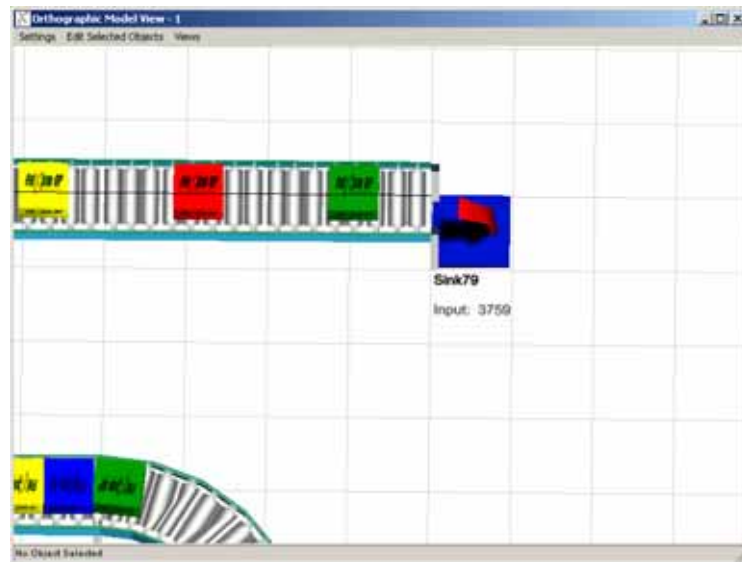 Orthographic Model View - 1
Settings Edit Selected Objects Views
Sink79
Input: 3759
No Object Selected